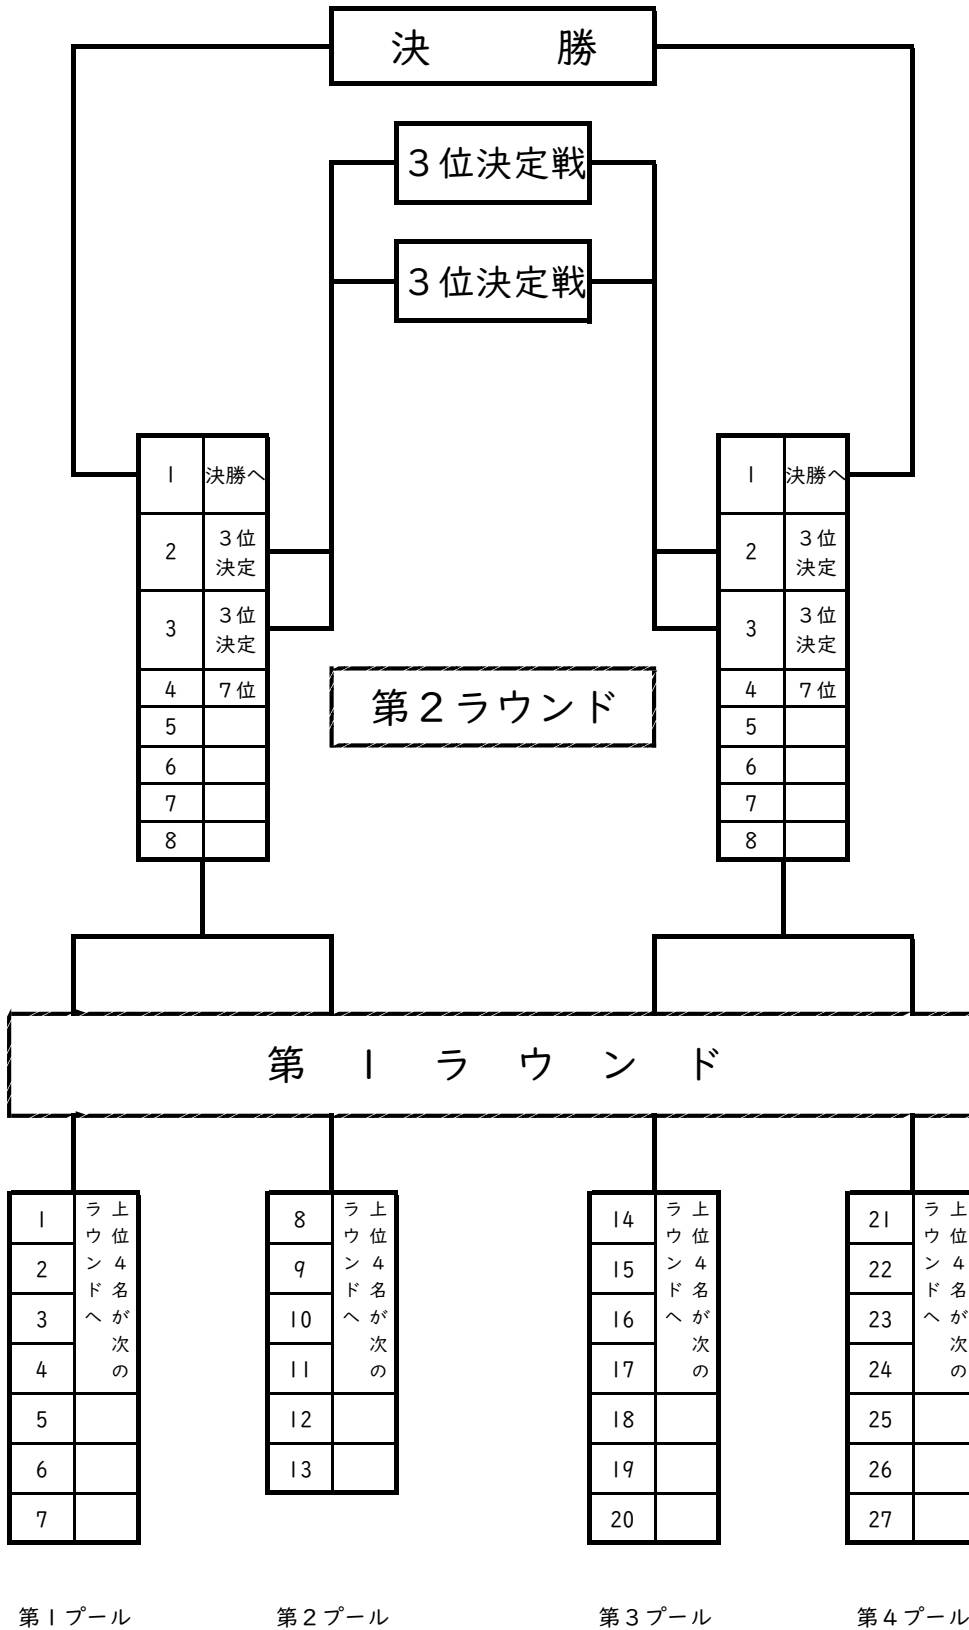 決　勝
３位決定戦
３位決定戦
1 決勝へ
2 ３位
決定
3 ３位
決定
4 ７位
5
6
7
8
1 決勝へ
2 ３位
決定
3 ３位
決定
4 ７位
5
6
7
8
第２ラウンド
第１ラウンド
1
2
3
4
5
6
7
上位４名が次の
ラウンドへ
8
9
10
11
12
13
上位４名が次の
ラウンドへ
14
15
16
17
18
19
20
上位４名が次の
ラウンドへ
21
22
23
24
25
26
27
上位４名が次の
ラウンドへ
第１プール
第２プール
第３プール
第４プール